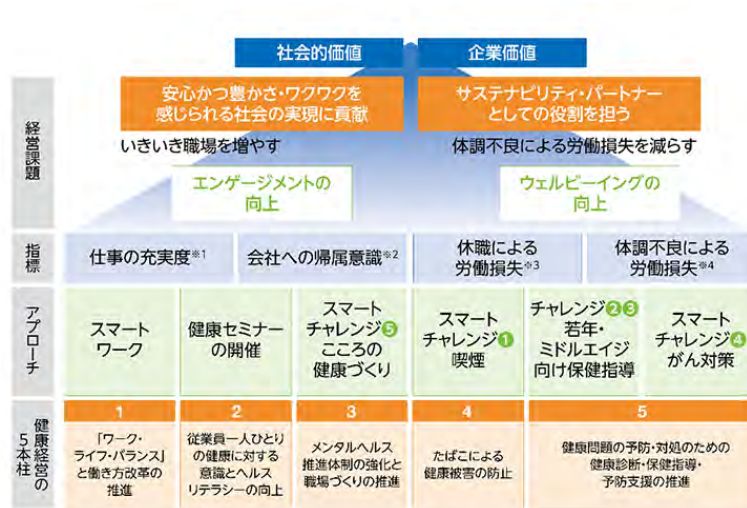 社会的価値
企業価値
経営課題
安心かつ豊かさ・ワクワクを
感じられる社会の実現に貢献
サステナビリティ・パートナー
としての役割を担う
いきいき職場を増やす
体調不良による労働損失を減らす
エンゲージメントの
向上
ウェルビーイングの
向上
指標
仕事の充実度※1
会社への帰属意識※2
休職による
労働損失※3
体調不良による
労働損失※4
アプローチ
スマート
ワーク
健康セミナー
の開催
スマート
チャレンジ❺
こころの
健康づくり
スマート
チャレンジ❶
喫煙
チャレンジ❷❸
若年・
ミドルエイジ
向け保健指導
スマート
チャレンジ❹
がん対策
健康経営の
5本柱
1
「ワーク・
ライフ・バランス」
と働き方改革の
推進
2
従業員一人ひとり
の健康に対する
意識とヘルス
リテラシーの向上
3
メンタルヘルス
推進体制の強化と
職場づくりの推進
4
たばこによる
健康被害の防止
5
健康問題の予防・対処のための
健康診断・保健指導・
予防支援の推進